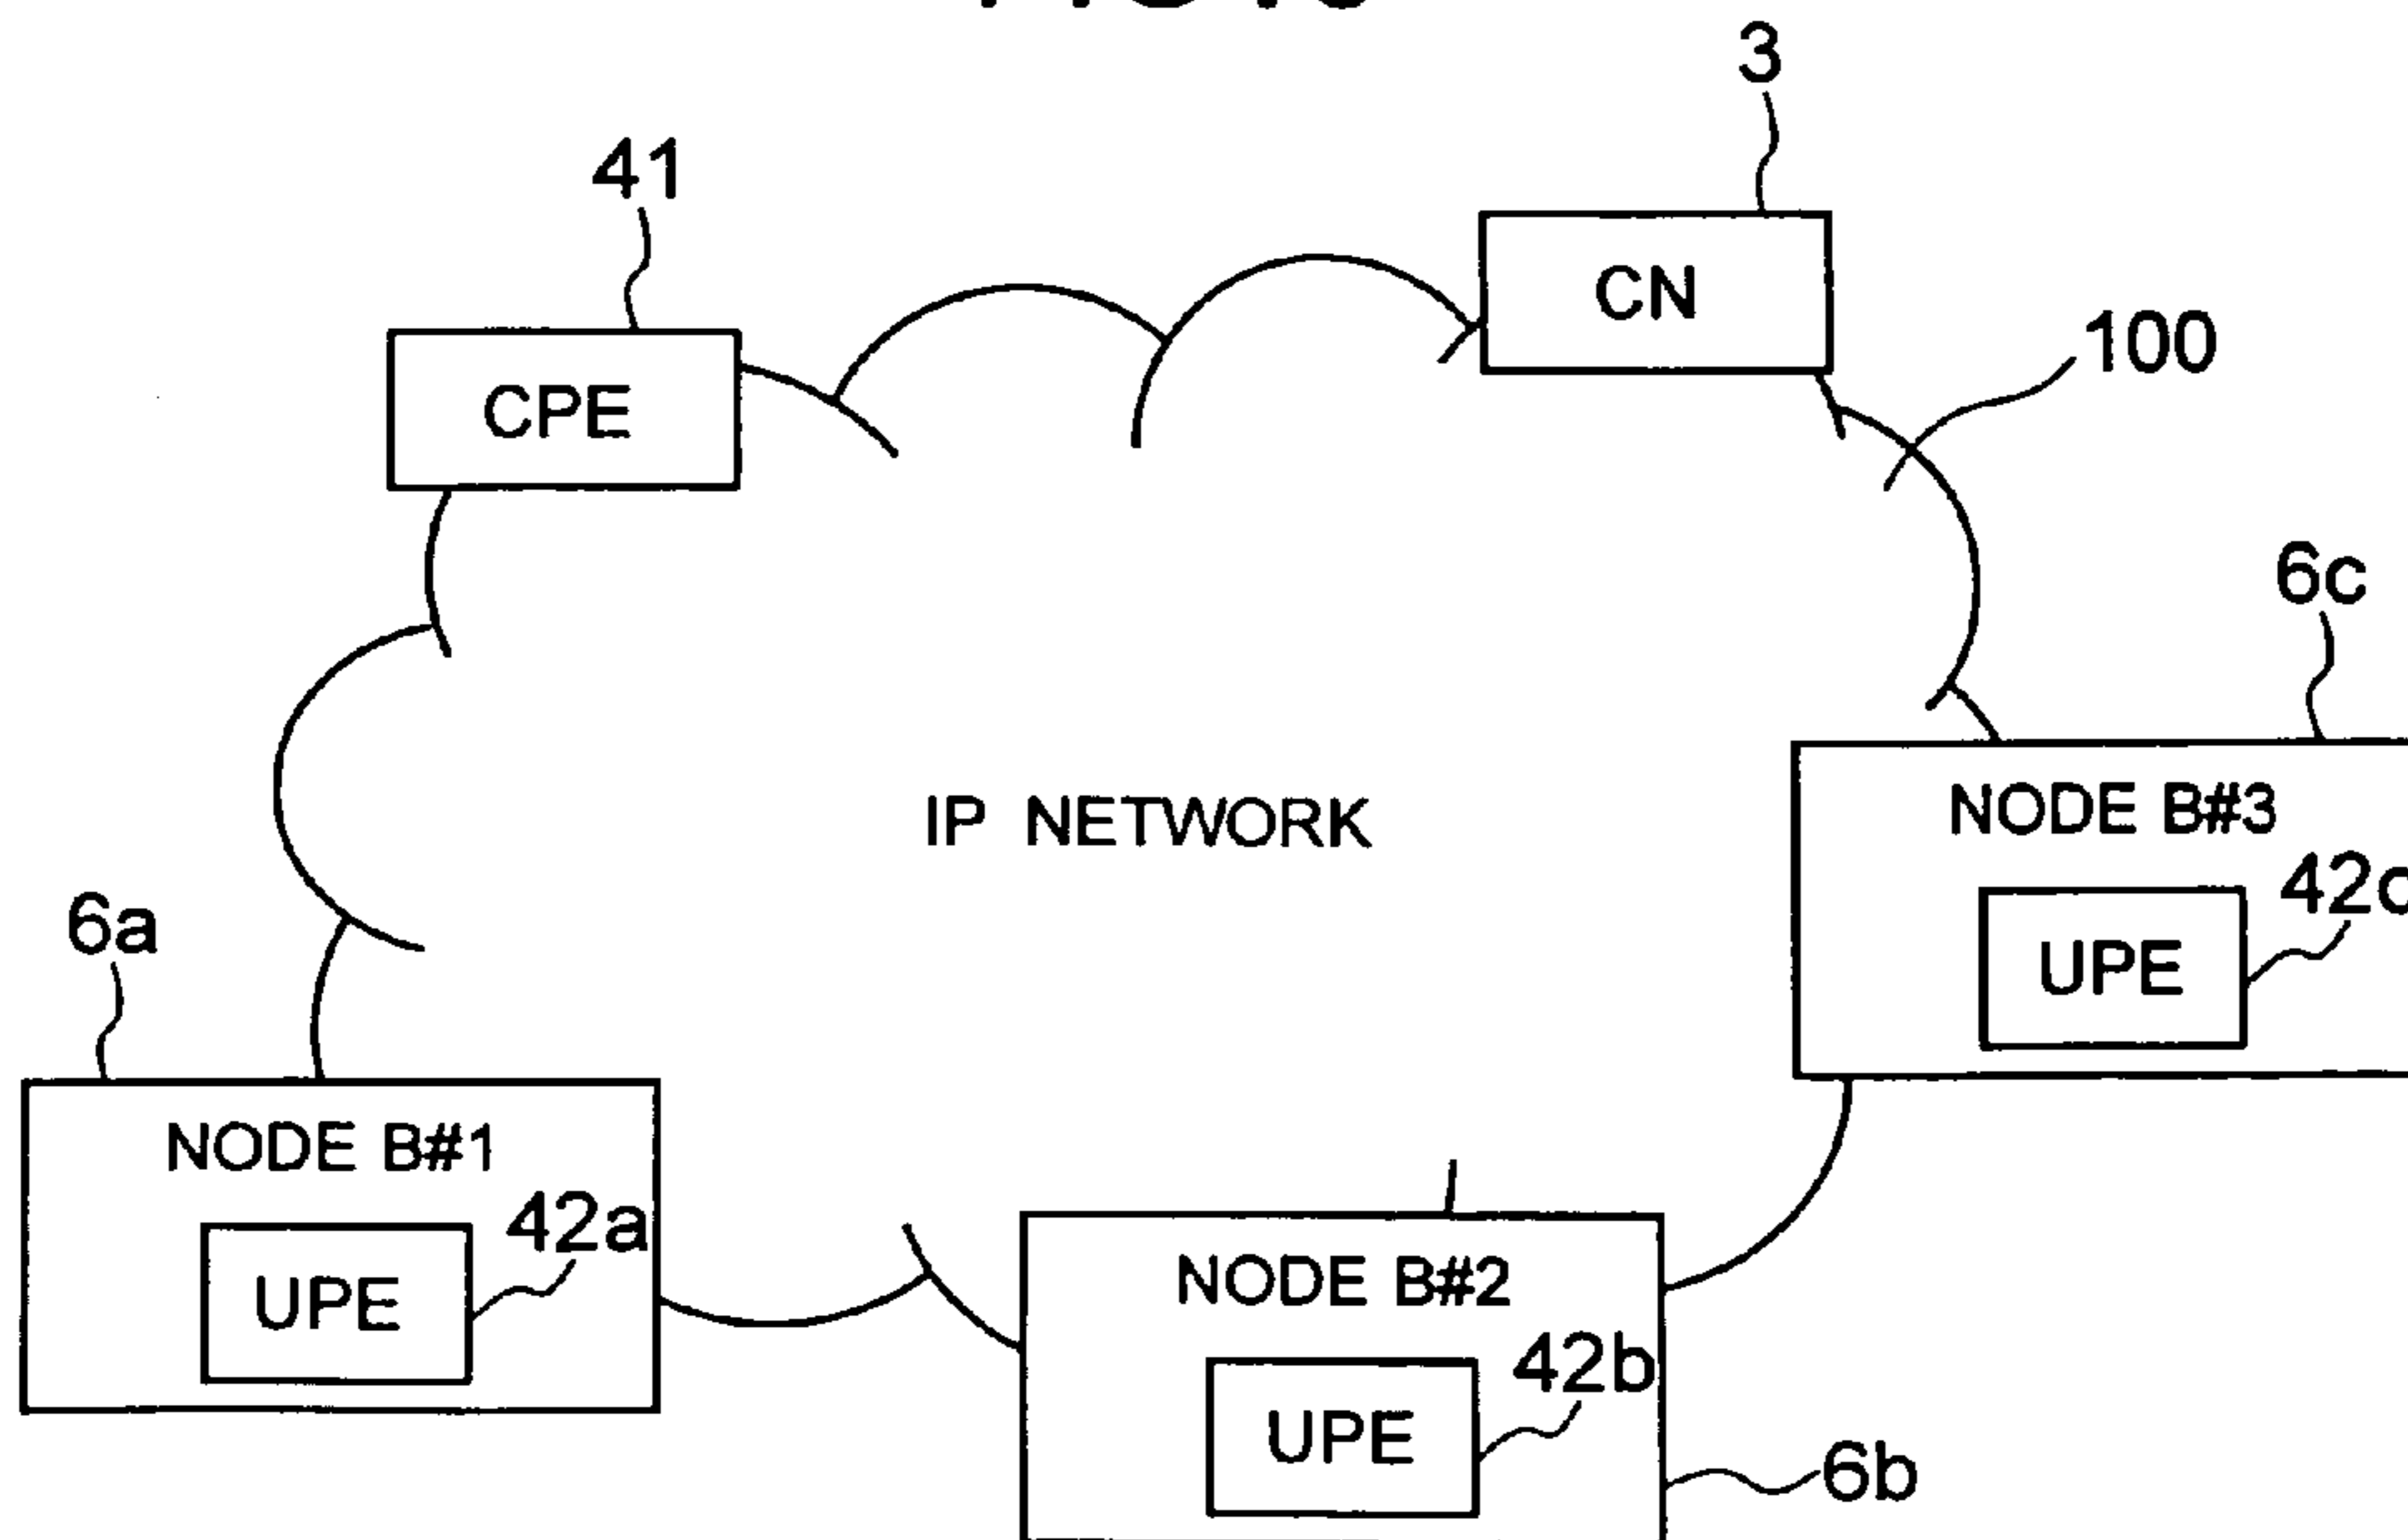 3
41
CN
100
CPE
6c
IP NETWORK
NODE B#3
42c
6a
UPE
NODE B#1
42a
UPE
NODE B#2
42b
UPE
6b